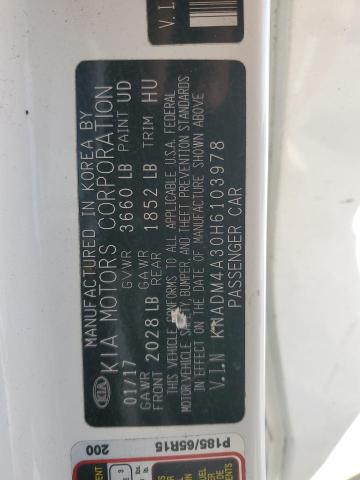 MANUFACTURED IN KOREA BY
KIA MOTORS CORPORATION
KIA
01/17 GVWR 3660 LB PAINT UD
GAWR FRONT 2028 LB GAWR REAR 1852 LB TRIM HU
THIS VEHICLE CONFORMS TO ALL APPLICABLE U.S.A. FEDERAL
MOTOR VEHICLE SAFETY, BUMPER, AND THEFT PREVENTION STANDARDS
IN EFFECT ON THE DATE OF MANUFACTURE SHOWN ABOVE
V.I.N KNADM4A30H6103978
PASSENGER CAR
V.I.N
P185/65R15
200